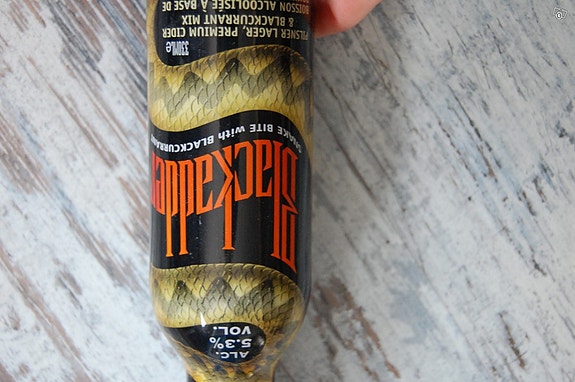 ALC.
5.3%
VOL.
Blackadde
SNAKE BITE with BLACKCURRANT
330ML e
PILSNER LAGER, PREMIUM CIDER
& BLACKCURRANT MIX
BOISSON ALCOOLISÉE À BASE DE